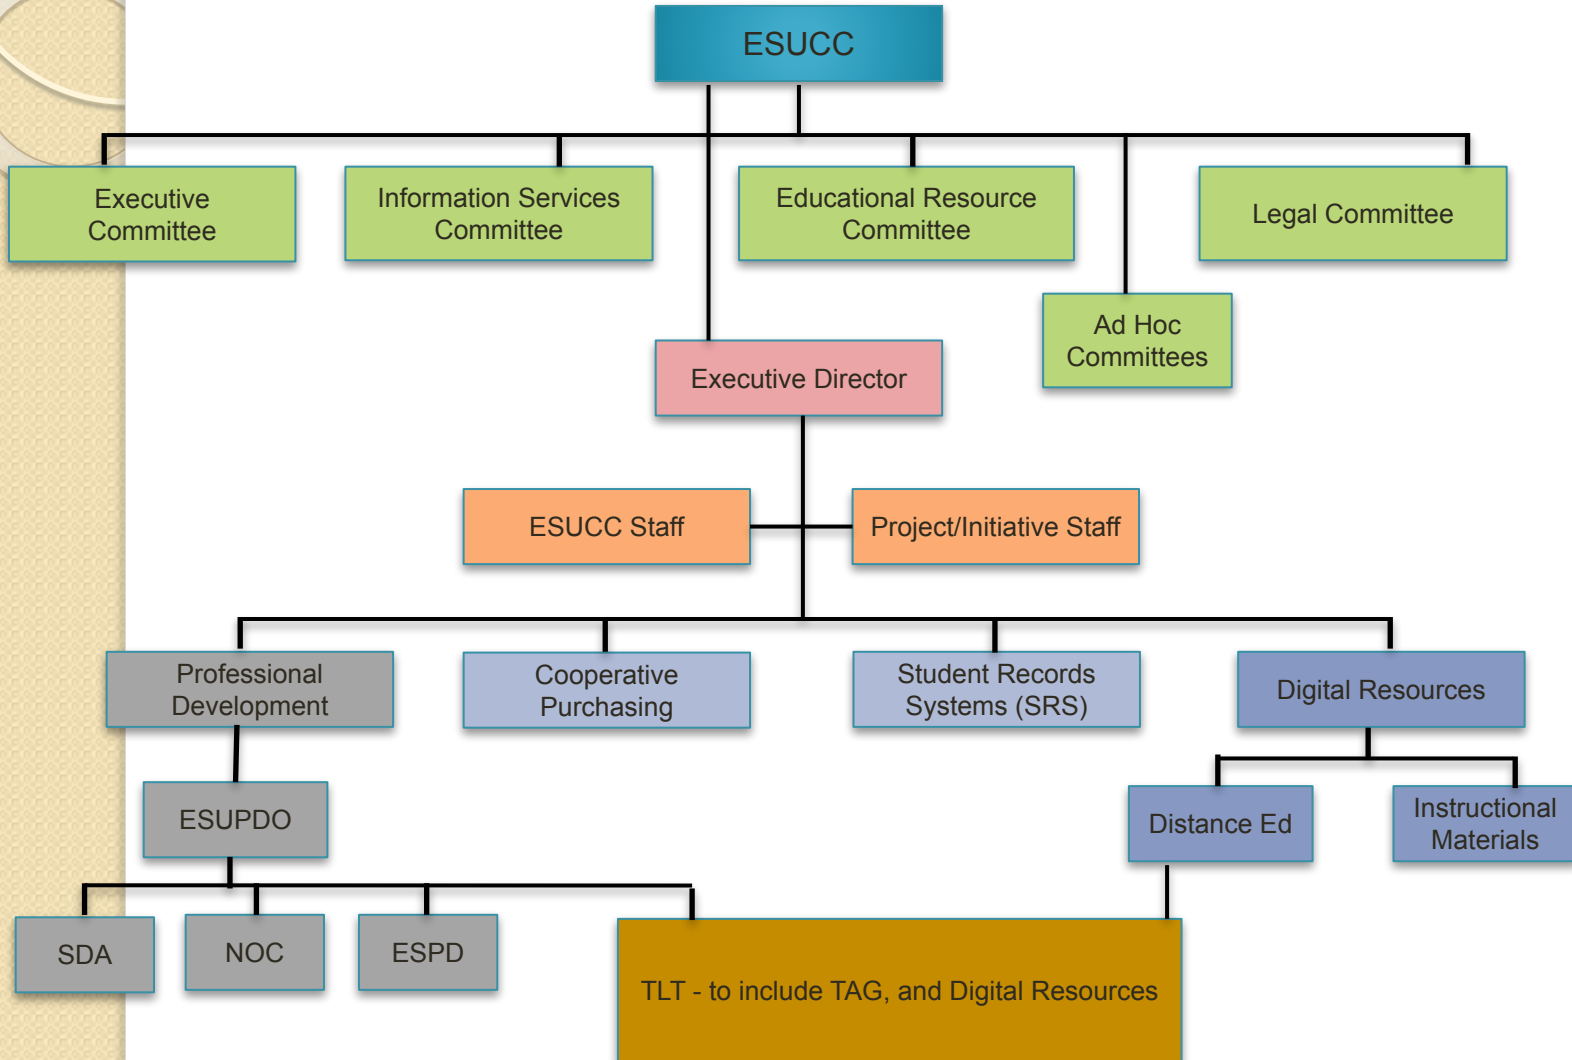 ESUCC
Executive
Committee
Information Services
Committee
Educational Resource
Committee
Legal Committee
Ad Hoc
Committees
Executive Director
ESUCC Staff
Project/Initiative Staff
Professional
Development
Cooperative
Purchasing
Student Records
Systems (SRS)
Digital Resources
ESUPDO
Distance Ed
Instructional
Materials
SDA
NOC
ESPD
TLT - to include TAG, and Digital Resources